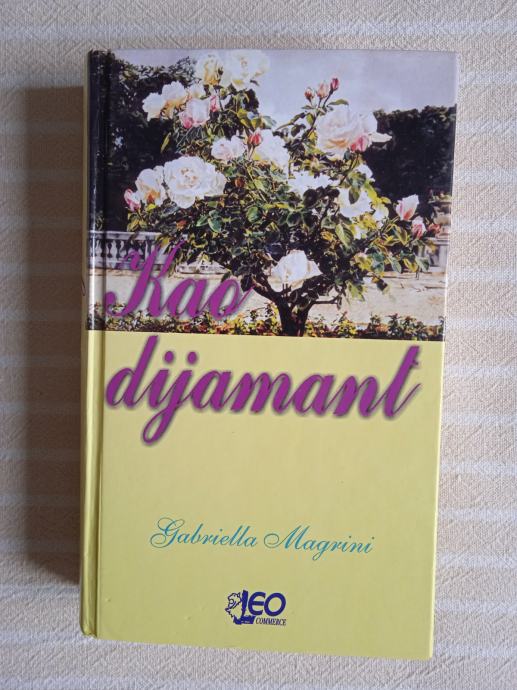 Kao
dijamant
Gabriella Magrini
LEO
COMMERCE